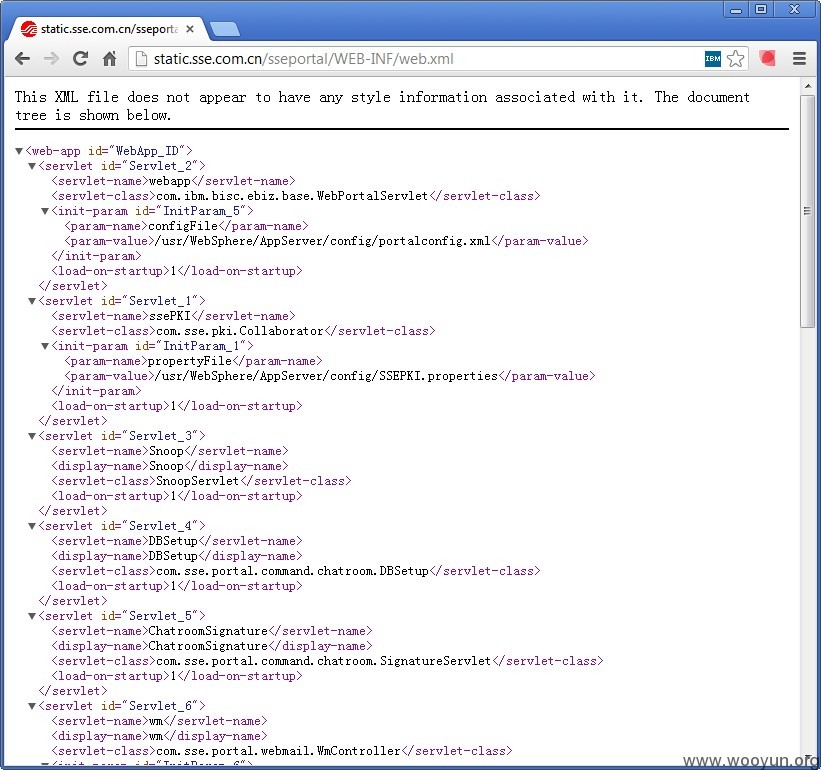 static.sse.com.cn/sseporta
static.sse.com.cn/sseportal/WEB-INF/web.xml
IBM
This XML file does not appear to have any style information associated with it. The document
tree is shown below.
▼<web-app id="WebApp_ID">
▼<servlet id="Servlet_2">
<servlet-name>webapp</servlet-name>
<servlet-class>com.ibm.bisc.ebiz.base.WebPortalServlet</servlet-class>
▼<init-param id="InitParam_5">
<param-name>configFile</param-name>
<param-value>/usr/WebSphere/AppServer/config/portalconfig.xml</param-value>
</init-param>
<load-on-startup>1</load-on-startup>
</servlet>
▼<servlet id="Servlet_1">
<servlet-name>ssePKI</servlet-name>
<servlet-class>com.sse.pki.Collaborator</servlet-class>
▼<init-param id="InitParam_1">
<param-name>propertyFile</param-name>
<param-value>/usr/WebSphere/AppServer/config/SSEPKI.properties</param-value>
</init-param>
<load-on-startup>1</load-on-startup>
</servlet>
▼<servlet id="Servlet_3">
<servlet-name>Snoop</servlet-name>
<display-name>Snoop</display-name>
<servlet-class>SnoopServlet</servlet-class>
<load-on-startup>1</load-on-startup>
</servlet>
▼<servlet id="Servlet_4">
<servlet-name>DBSetup</servlet-name>
<display-name>DBSetup</display-name>
<servlet-class>com.sse.portal.command.chatroom.DBSetup</servlet-class>
<load-on-startup>1</load-on-startup>
</servlet>
▼<servlet id="Servlet_5">
<servlet-name>ChatroomSignature</servlet-name>
<display-name>ChatroomSignature</display-name>
<servlet-class>com.sse.portal.command.chatroom.SignatureServlet</servlet-class>
<load-on-startup>1</load-on-startup>
</servlet>
▼<servlet id="Servlet_6">
<servlet-name>wm</servlet-name>
<display-name>wm</display-name>
<servlet-class>com.sse.portal.webmail.WmController</servlet-class>
www.wooyun.org